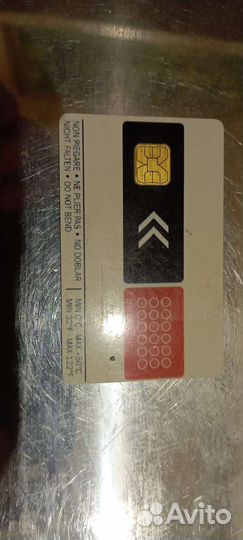 NON PIEGARE • NE PLIER PAS • NO DOBLAR
NICHT FALTEN • DO NOT BEND
MIN 0°C · MAX +50°C
MIN 32°F · MAX 122°F
Avito